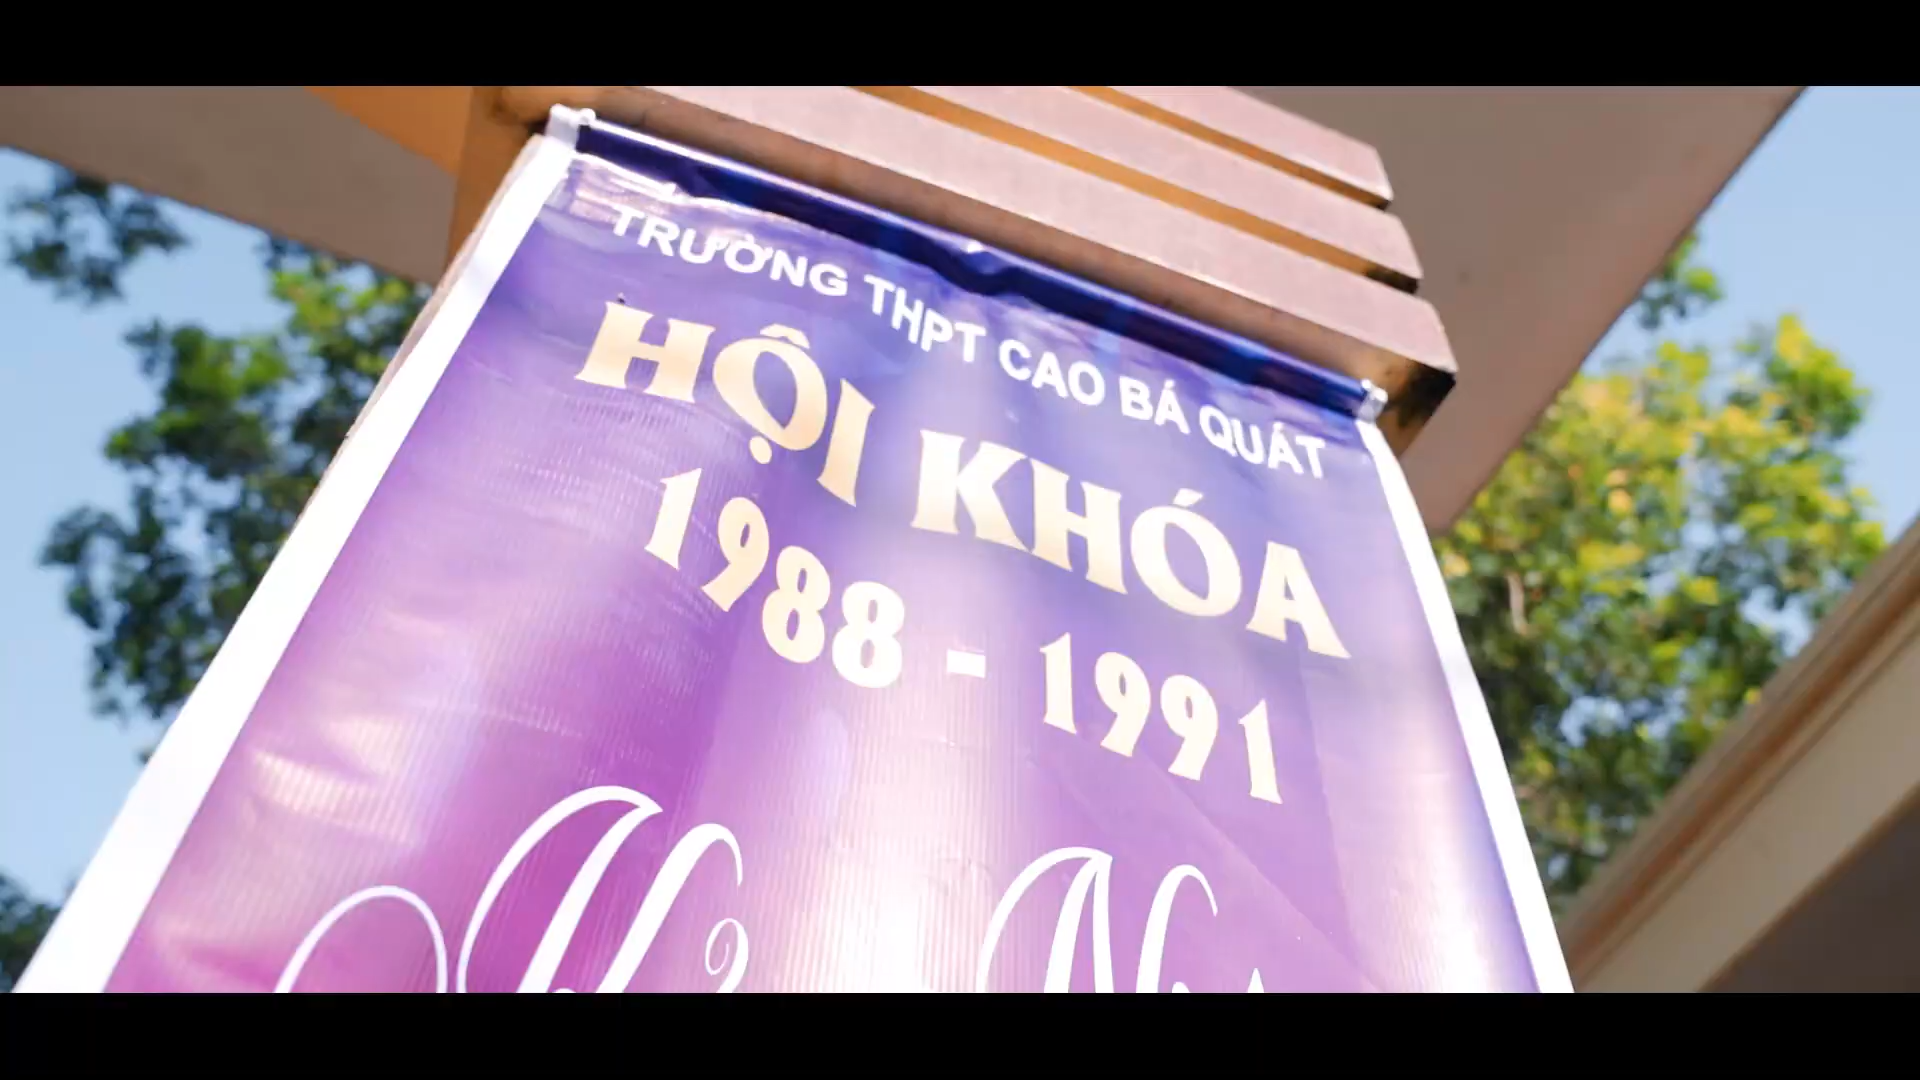 TRƯỜNG THPT CAO BÁ QUÁT
HỘI KHÓA
1988 - 1991